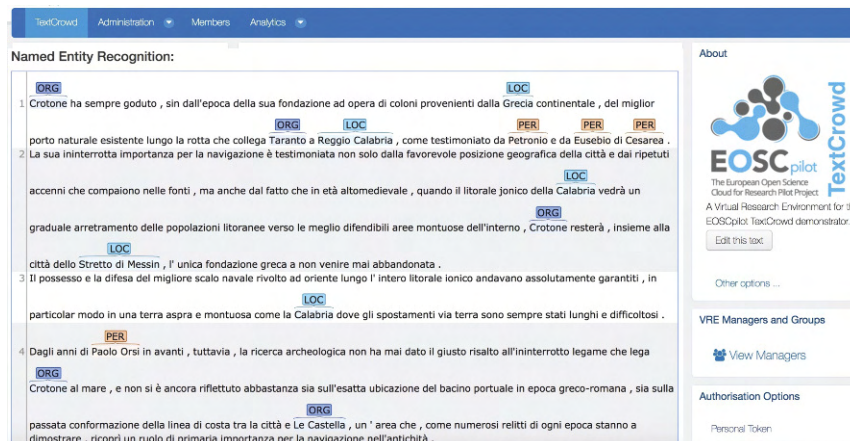 TextCrowd Administration Members Analytics
Named Entity Recognition:
ORG LOC
1 Crotone ha sempre goduto , sin dall'epoca della sua fondazione ad opera di coloni provenienti dalla Grecia continentale , del miglior
ORG LOC PER PER PER
porto naturale esistente lungo la rotta che collega Taranto a Reggio Calabria , come testimoniato da Petronio e da Eusebio di Cesarea .
2 La sua ininterrotta importanza per la navigazione è testimoniata non solo dalla favorevole posizione geografica della città e dai ripetuti
LOC
accenni che compaiono nelle fonti , ma anche dal fatto che in età altomedievale , quando il litorale jonico della Calabria vedrà un
ORG
graduale arretramento delle popolazioni litoranee verso le meglio difendibili aree montuose dell'interno , Crotone resterà , insieme alla
LOC
città dello Stretto di Messin , l' unica fondazione greca a non venire mai abbandonata .
3 Il possesso e la difesa del migliore scalo navale rivolto ad oriente lungo l' intero litorale ionico andavano assolutamente garantiti , in
LOC
particolar modo in una terra aspra e montuosa come la Calabria dove gli spostamenti via terra sono sempre stati lunghi e difficoltosi .
PER
4 Dagli anni di Paolo Orsi in avanti , tuttavia , la ricerca archeologica non ha mai dato il giusto risalto all'ininterrotto legame che lega
ORG
Crotone al mare , e non si è ancora riflettuto abbastanza sia sull'esatta ubicazione del bacino portuale in epoca greco-romana , sia sulla
ORG
passata conformazione della linea di costa tra la città e Le Castella , un ' area che , come numerosi relitti di ogni epoca stanno a
dimostrare , ricoprì un ruolo di primaria importanza per la navigazione nell'antichità .
About
TextCrowd
EOSCpilot
The European Open Science
Cloud for Research Pilot Project
A Virtual Research Environment for t
EOSCpilot TextCrowd demonstrator.
Edit this text
Other options ...
VRE Managers and Groups
View Managers
Authorisation Options
Personal Token